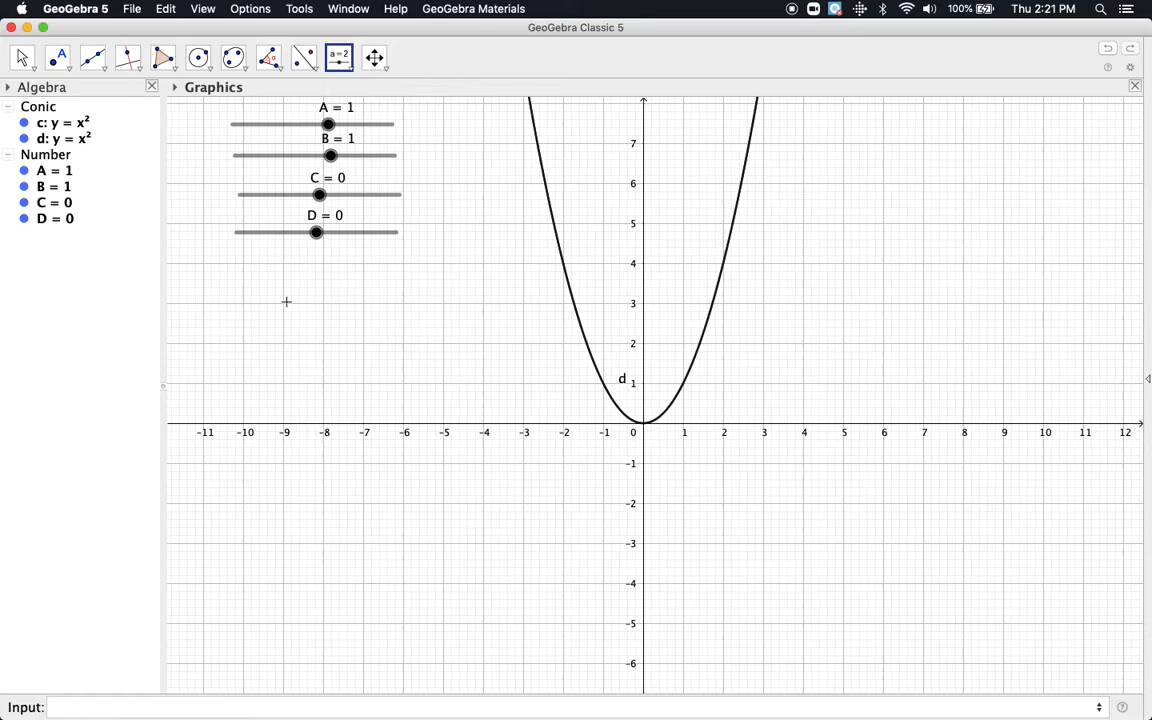 GeoGebra 5 File Edit View Options Tools Window Help GeoGebra Materials 100% Thu 2:21 PM
GeoGebra Classic 5
A
α
a=2
Algebra
Graphics
Conic
c: y = x²
d: y = x²
Number
A = 1
B = 1
C = 0
D = 0
A = 1
B = 1
C = 0
D = 0
7
6
5
4
3
2
d
1
-11 -10 -9 -8 -7 -6 -5 -4 -3 -2 -1 0 1 2 3 4 5 6 7 8 9 10 11 12
-1
-2
-3
-4
-5
-6
Input: